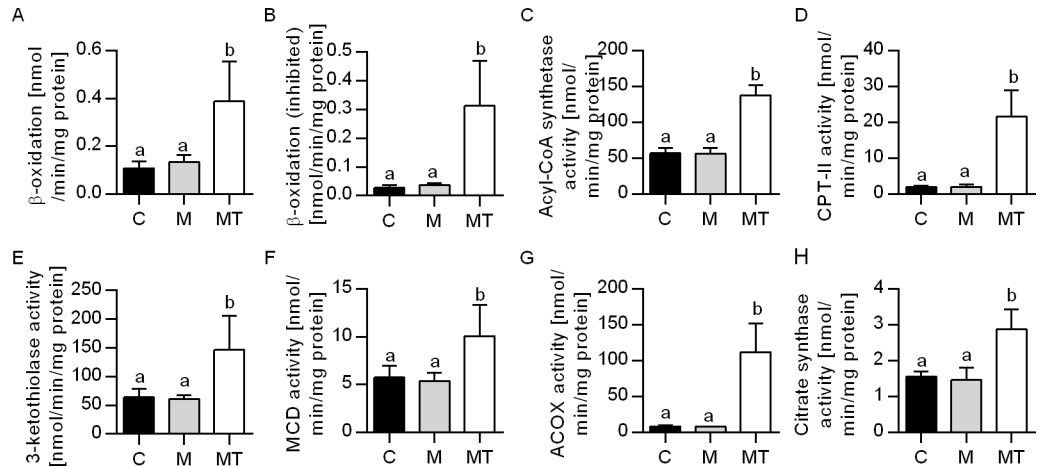 A
β-oxidation [nmol
/min/mg protein]
0.6
0.4
0.2
0.0
a
a
b
C
M
MT
B
β-oxidation (inhibited)
[nmol/min/mg protein]
0.5
0.4
0.3
0.2
0.1
0.0
a
a
b
C
M
MT
C
Acyl-CoA synthetase
activity [nmol/
min/mg protein]
200
150
100
50
0
a
a
b
C
M
MT
D
CPT-II activity [nmol/
min/mg protein]
40
30
20
10
0
a
a
b
C
M
MT
E
3-ketothiolase activity
[nmol/min/mg protein]
250
200
150
100
50
0
a
a
b
C
M
MT
F
MCD activity [nmol/
min/mg protein]
15
10
5
0
a
a
b
C
M
MT
G
ACOX activity [nmol/
min/mg protein]
200
150
100
50
0
a
a
b
C
M
MT
H
Citrate synthase
activity [nmol/
min/mg protein]
4
3
2
1
0
a
a
b
C
M
MT